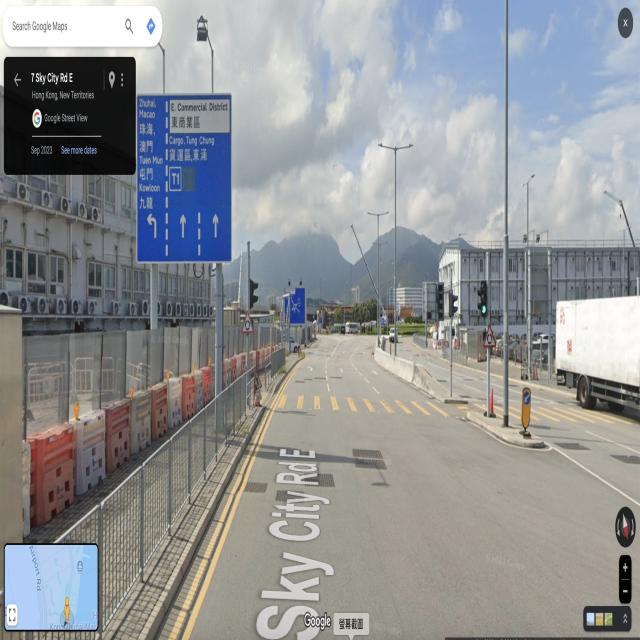 Search Google Maps
7 Sky City Rd E
Hong Kong, New Territories
Google Street View
Sep 2023 See more dates
Zhuhai,
Macao
珠海,
澳門
Tuen Mun
屯門
Kowloon
九龍
E. Commercial District
東商業區
Cargo, Tung Chung
貨運區, 東涌
T1
Sky City Rd E
Google
螢幕截圖